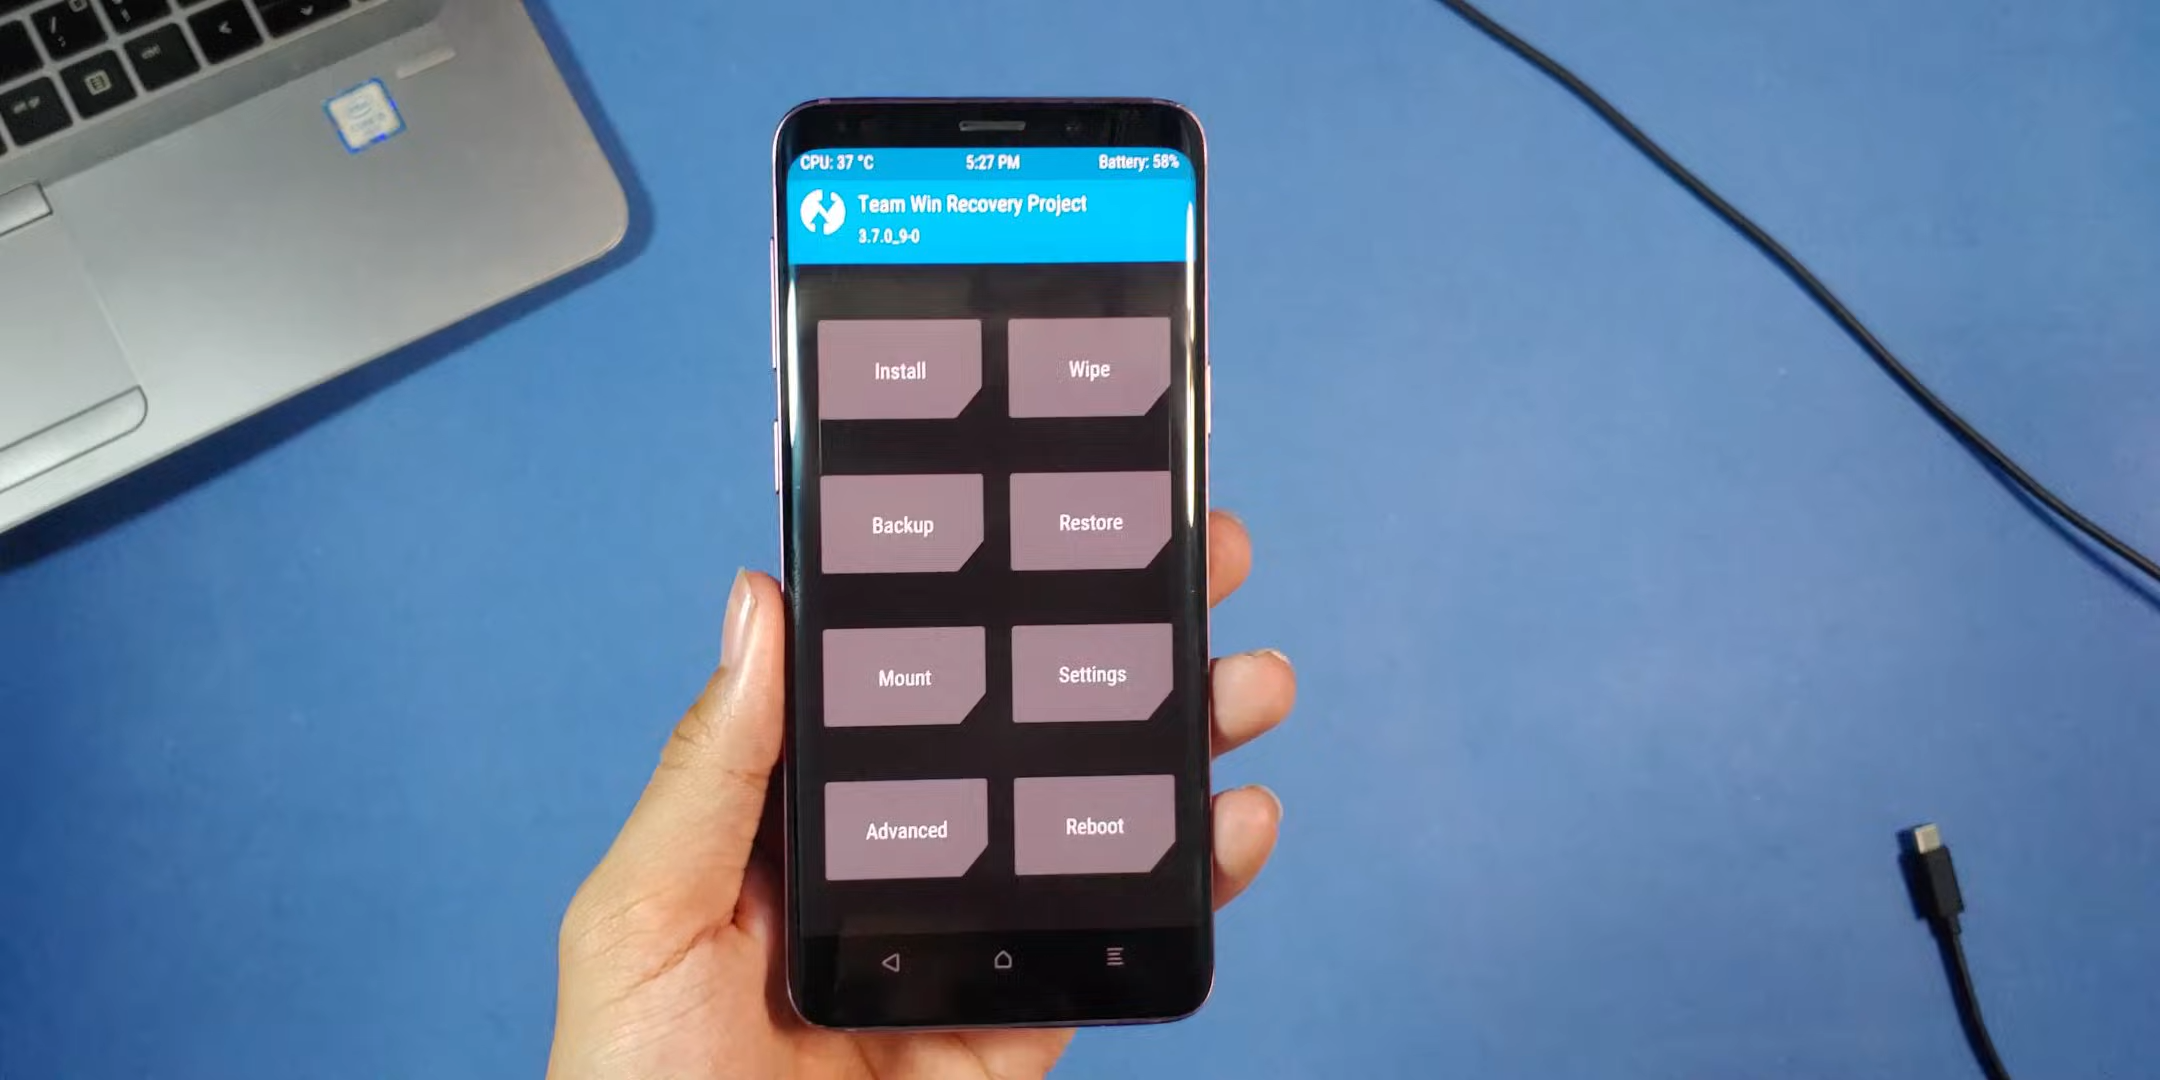 CPU: 37 °C 5:27 PM Battery: 58%
Team Win Recovery Project
3.7.0_9-0
Install Wipe
Backup Restore
Mount Settings
Advanced Reboot